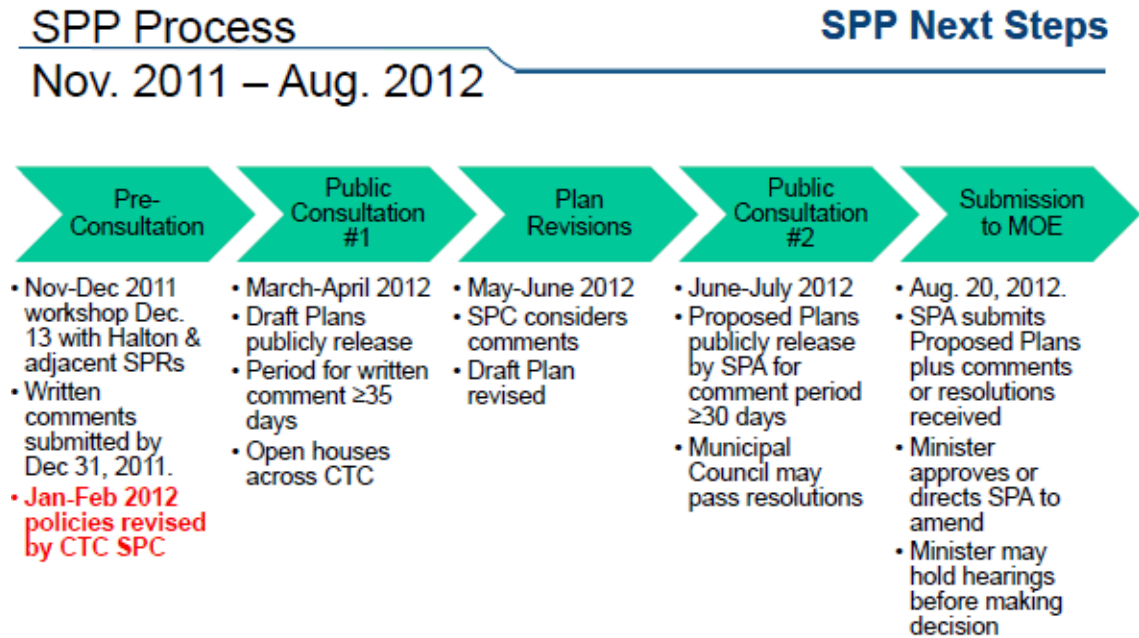 SPP Process
SPP Next Steps
Nov. 2011 – Aug. 2012
Pre-
Consultation
Public
Consultation
#1
Plan
Revisions
Public
Consultation
#2
Submission
to MOE
• Nov-Dec 2011
workshop Dec.
13 with Halton &
adjacent SPRs
• Written
comments
submitted by
Dec 31, 2011.
• Jan-Feb 2012
policies revised
by CTC SPC
• March-April 2012
• Draft Plans
publicly release
• Period for written
comment ≥35
days
• Open houses
across CTC
• May-June 2012
• SPC considers
comments
• Draft Plan
revised
• June-July 2012
• Proposed Plans
publicly release
by SPA for
comment period
≥30 days
• Municipal
Council may
pass resolutions
• Aug. 20, 2012.
• SPA submits
Proposed Plans
plus comments
or resolutions
received
• Minister
approves or
directs SPA to
amend
• Minister may
hold hearings
before making
decision